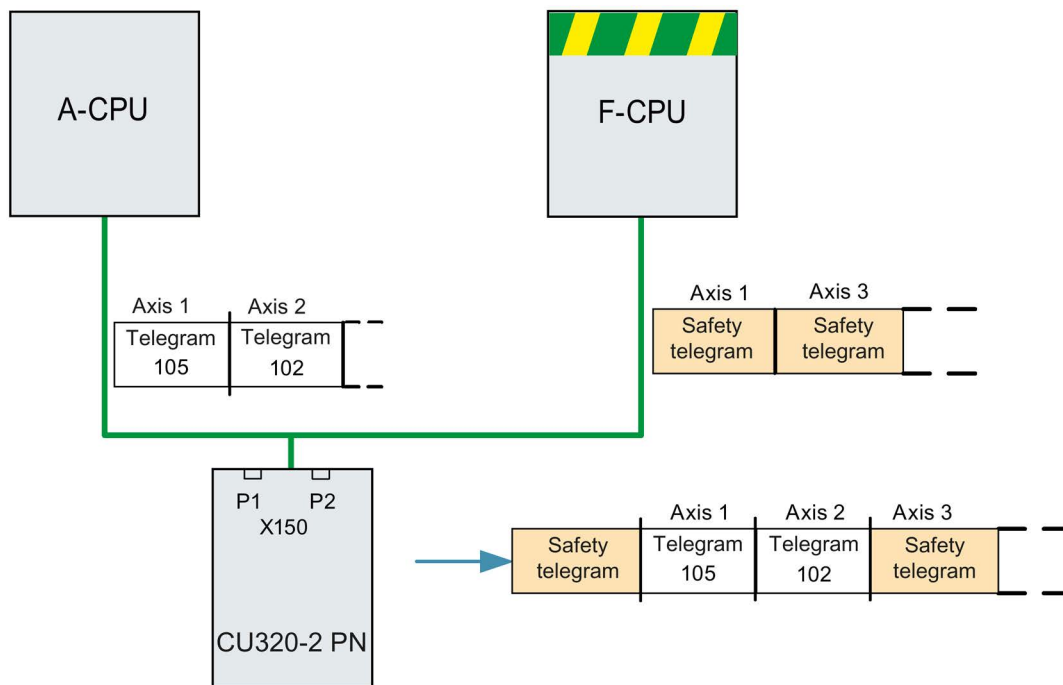 A-CPU
F-CPU
Axis 1 Axis 2
Telegram 105
Telegram 102
Axis 1 Axis 3
Safety telegram
Safety telegram
P1 P2
X150
CU320-2 PN
Axis 1 Axis 2 Axis 3
Safety telegram
Telegram 105
Telegram 102
Safety telegram